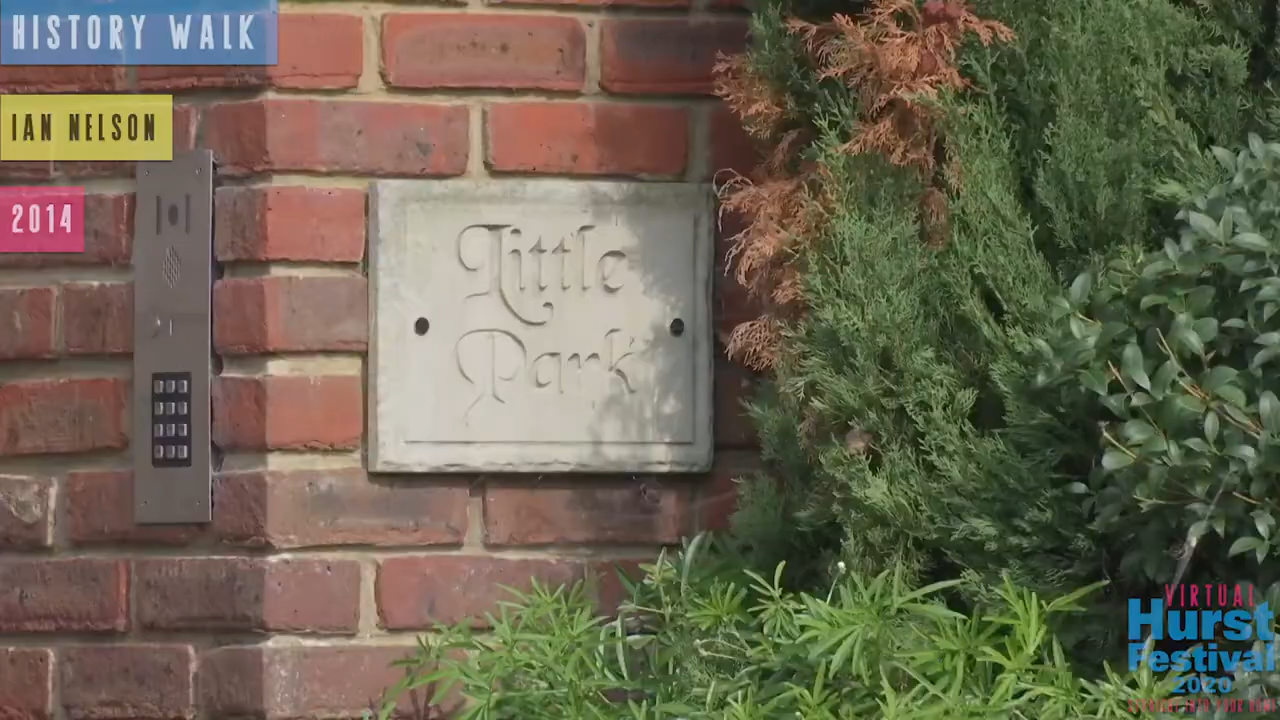 HISTORY WALK
IAN NELSON
2014
Little
Park
VIRTUAL
Hurst
Festival
2020